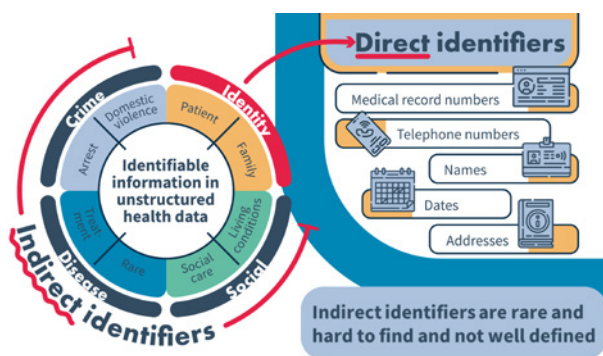 Direct identifiers
Medical record numbers
Telephone numbers
Names
Dates
Addresses
Indirect identifiers are rare and
hard to find and not well defined
Crime
Identity
Disease
Social
Domestic
violence
Patient
Arrest
Family
Treat-
ment
Rare
Social
care
Living
conditions
Identifiable
information in
unstructured
health data
Indirect identifiers